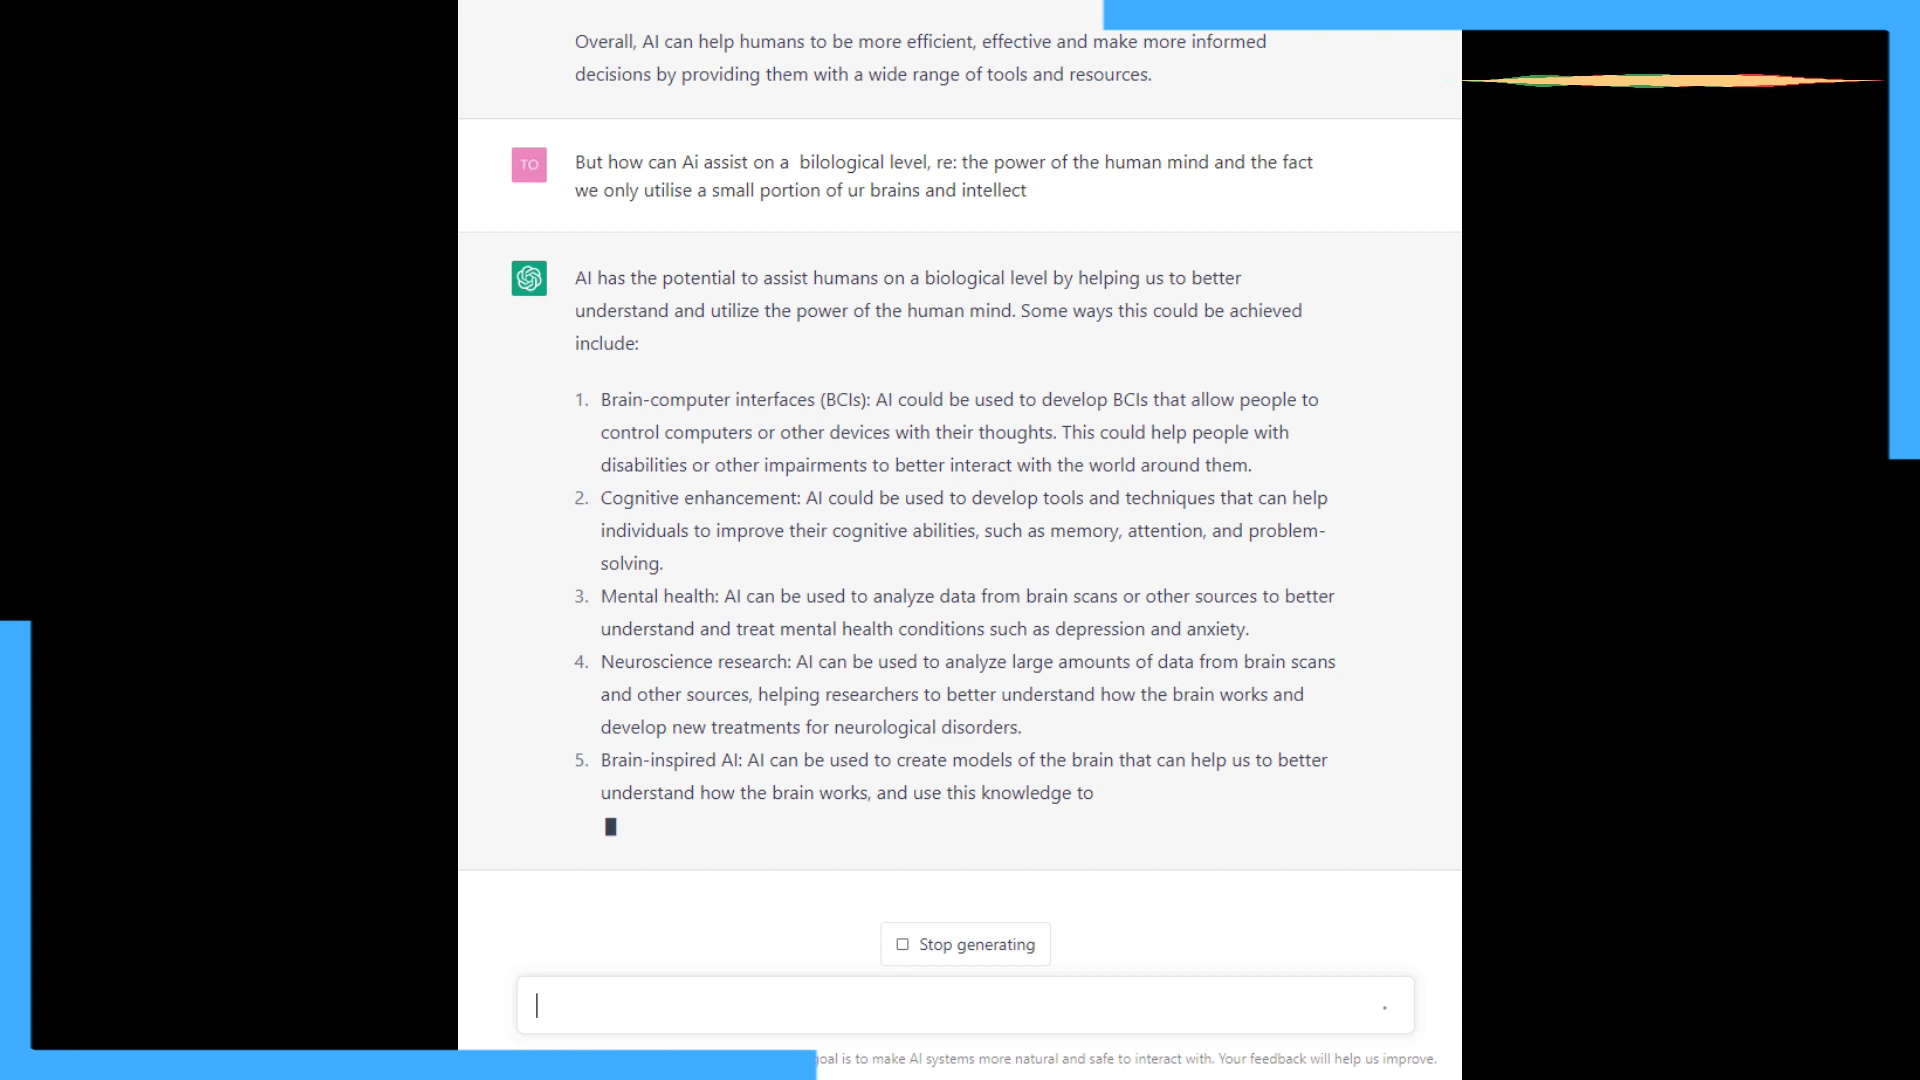 Overall, AI can help humans to be more efficient, effective and make more informed
decisions by providing them with a wide range of tools and resources.
TO
But how can Ai assist on a  bilological level, re: the power of the human mind and the fact
we only utilise a small portion of ur brains and intellect
AI has the potential to assist humans on a biological level by helping us to better
understand and utilize the power of the human mind. Some ways this could be achieved
include:
1. Brain-computer interfaces (BCIs): AI could be used to develop BCIs that allow people to
control computers or other devices with their thoughts. This could help people with
disabilities or other impairments to better interact with the world around them.
2. Cognitive enhancement: AI could be used to develop tools and techniques that can help
individuals to improve their cognitive abilities, such as memory, attention, and problem-
solving.
3. Mental health: AI can be used to analyze data from brain scans or other sources to better
understand and treat mental health conditions such as depression and anxiety.
4. Neuroscience research: AI can be used to analyze large amounts of data from brain scans
and other sources, helping researchers to better understand how the brain works and
develop new treatments for neurological disorders.
5. Brain-inspired AI: AI can be used to create models of the brain that can help us to better
understand how the brain works, and use this knowledge to
Stop generating
goal is to make AI systems more natural and safe to interact with. Your feedback will help us improve.